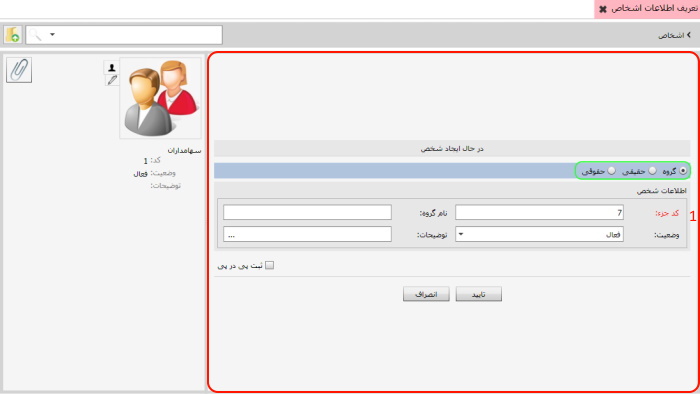 تعریف اطلاعات اشخاص
اشخاص
در حال ایجاد شخص
گروه حقیقی حقوقی
اطلاعات شخص
1
کد جزء: 7 نام گروه:
وضعیت: فعال توضیحات: ...
ثبت پی در پی
تایید انصراف
سهامداران
کد: 1
وضعیت: فعال
توضیحات: